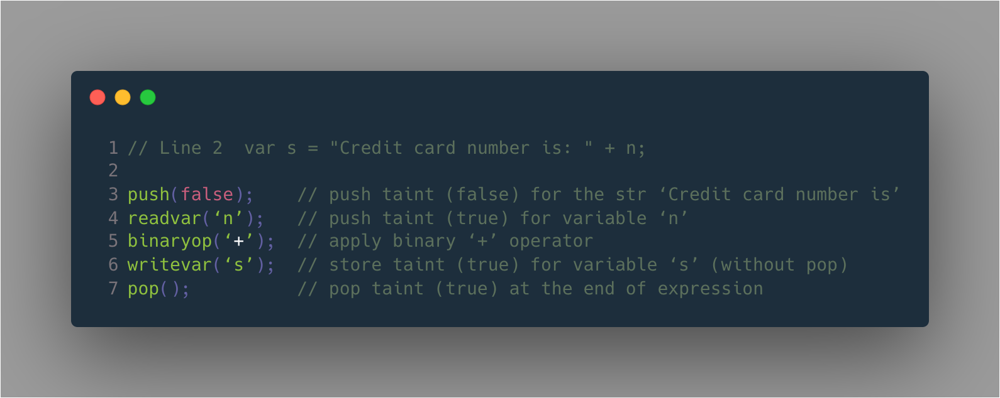 1 // Line 2  var s = "Credit card number is: " + n;
2
3 push(false);    // push taint (false) for the str ‘Credit card number is’
4 readvar(‘n’);   // push taint (true) for variable ‘n’
5 binaryop(‘+’);  // apply binary ‘+’ operator
6 writevar(‘s’);  // store taint (true) for variable ‘s’ (without pop)
7 pop();          // pop taint (true) at the end of expression